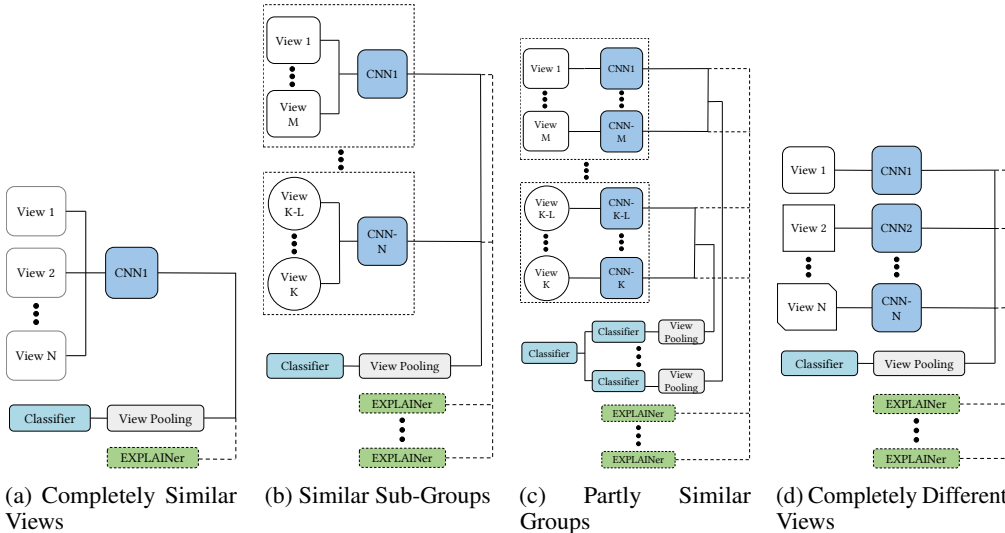 View 1
View 2
View N
CNN1
Classifier
View Pooling
EXPLAINer
(a) Completely Similar
Views
View 1
View
M
CNN1
View
K-L
View
K
CNN-
N
Classifier
View Pooling
EXPLAINer
EXPLAINer
(b) Similar Sub-Groups
View 1
CNN1
View
M
CNN-
M
View
K-L
CNN-
K-L
View
K
CNN-
K
Classifier
Classifier
View
Pooling
Classifier
View
Pooling
EXPLAINer
EXPLAINer
(c) Partly Similar
Groups
View 1
CNN1
View 2
CNN2
View N
CNN-
N
Classifier
View Pooling
EXPLAINer
EXPLAINer
(d) Completely Different
Views